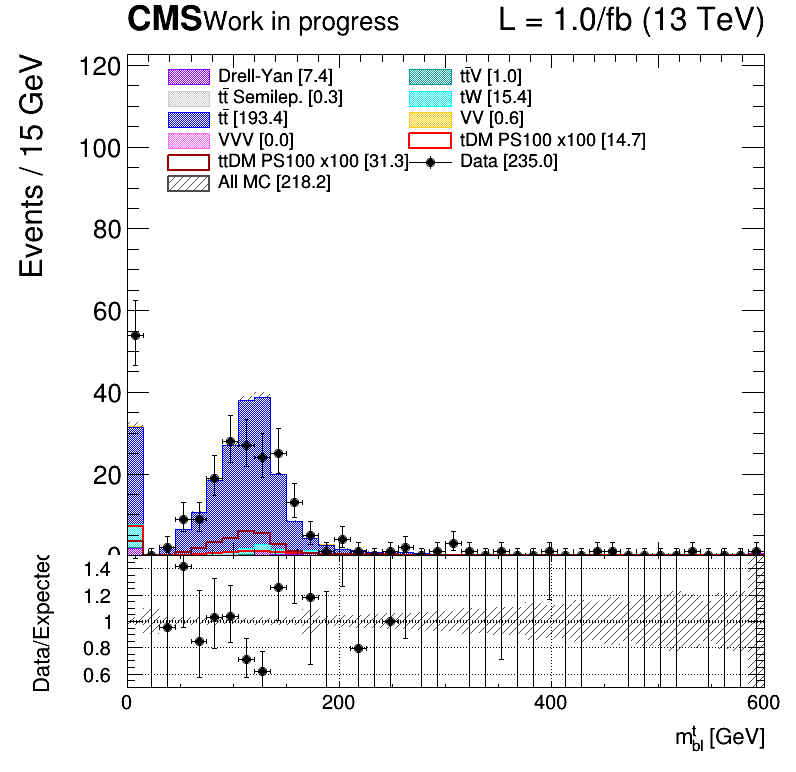 CMS Work in progress L = 1.0/fb (13 TeV)
Events / 15 GeV
120
100
80
60
40
20
0
Drell-Yan [7.4]
tt̄V [1.0]
tt̄ Semilep. [0.3]
tW [15.4]
tt̄ [193.4]
VV [0.6]
VVV [0.0]
tDM PS100 x100 [14.7]
ttDM PS100 x100 [31.3]
Data [235.0]
All MC [218.2]
Data/Expected
1.4
1.2
1
0.8
0.6
0 200 400 600
m^t_bl [GeV]